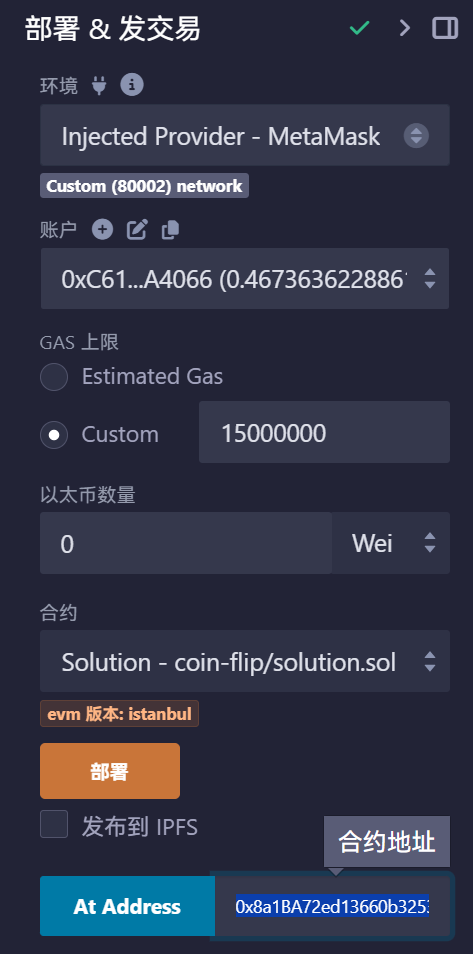 部署 & 发交易
环境
Injected Provider - MetaMask
Custom (80002) network
账户
0xC61...A4066 (0.46736362288
GAS 上限
Estimated Gas
Custom 15000000
以太币数量
0 Wei
合约
Solution - coin-flip/solution.sol
evm 版本: istanbul
部署
发布到 IPFS
合约地址
At Address 0x8a1BA72ed13660b325